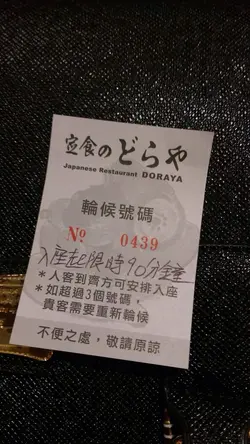 定食のどらや
Japanese Restaurant DORAYA
輪候號碼
№ 0439
入座起限時90分鐘
*人客到齊方可安排入座
*如超過3個號碼，
貴客需要重新輪候
不便之處，敬請原諒